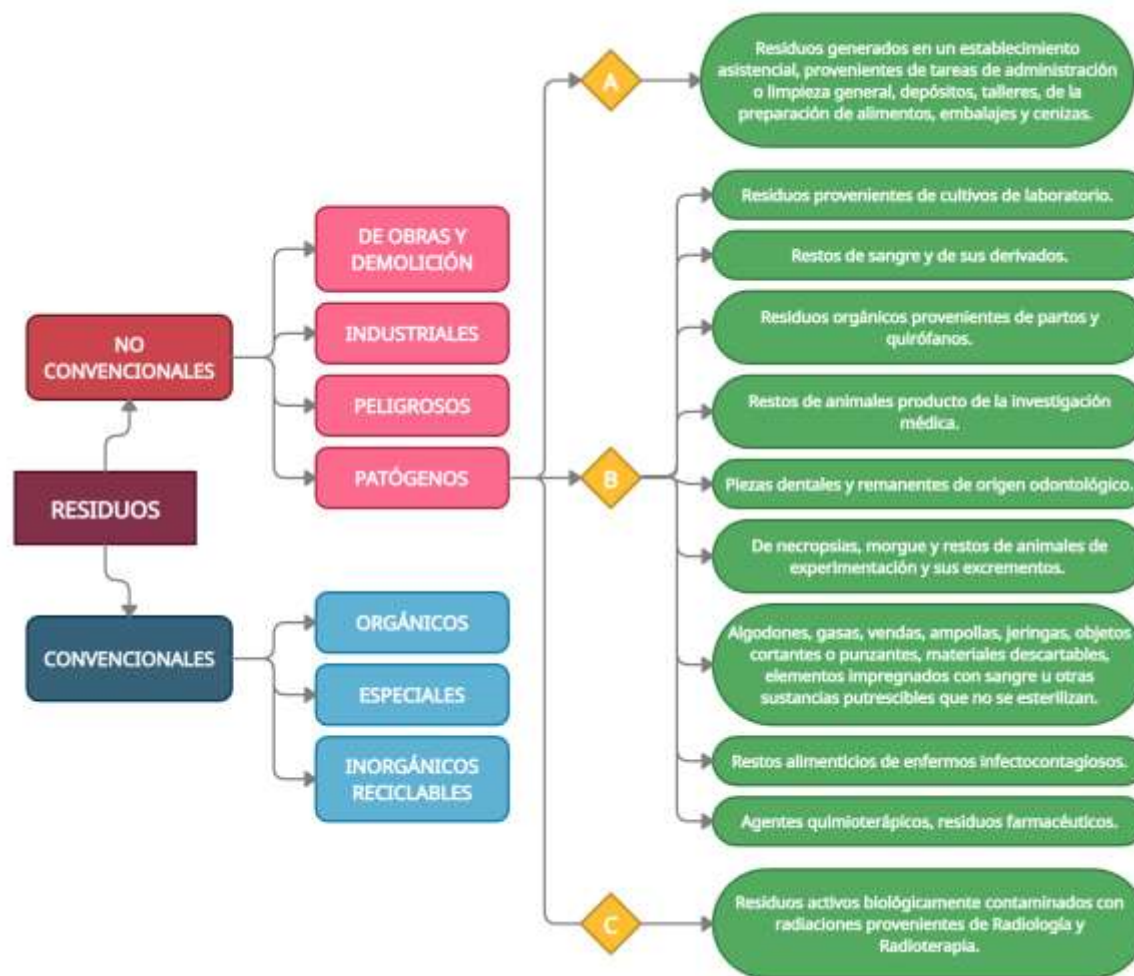 RESIDUOS
NO
CONVENCIONALES
DE OBRAS Y
DEMOLICIÓN
INDUSTRIALES
PELIGROSOS
PATÓGENOS
CONVENCIONALES
ORGÁNICOS
ESPECIALES
INORGÁNICOS
RECICLABLES
A
Residuos generados en un establecimiento
asistencial, provenientes de tareas de administración
o limpieza general, depósitos, talleres, de la
preparación de alimentos, embalajes y cenizas.
B
Residuos provenientes de cultivos de laboratorio.
Restos de sangre y de sus derivados.
Residuos orgánicos provenientes de partos y
quirófanos.
Restos de animales producto de la investigación
médica.
Piezas dentales y remanentes de origen odontológico.
De necropsias, morgue y restos de animales de
experimentación y sus excrementos.
Algodones, gasas, vendas, ampollas, jeringas, objetos
cortantes o punzantes, materiales descartables,
elementos impregnados con sangre u otras
sustancias putrescibles que no se esterilizan.
Restos alimenticios de enfermos infectocontagiosos.
Agentes quimioterápicos, residuos farmacéuticos.
C
Residuos activos biológicamente contaminados con
radiaciones provenientes de Radiología y
Radioterapia.